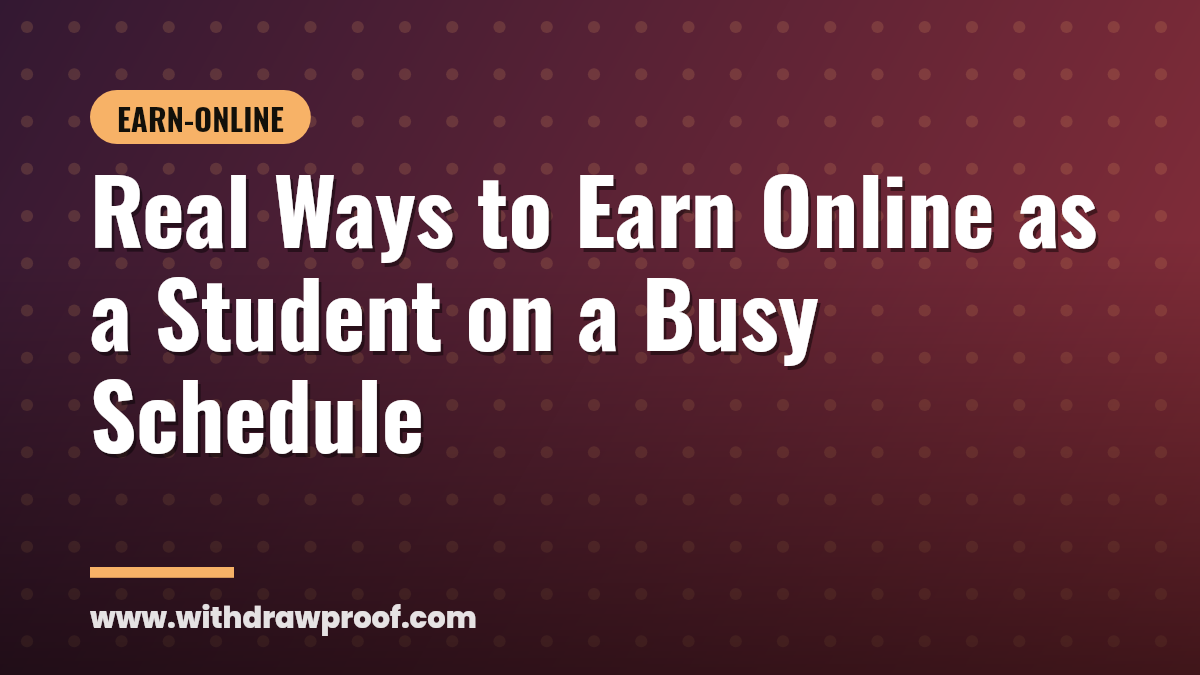 EARN-ONLINE
Real Ways to Earn Online as
a Student on a Busy
Schedule
www.withdrawproof.com